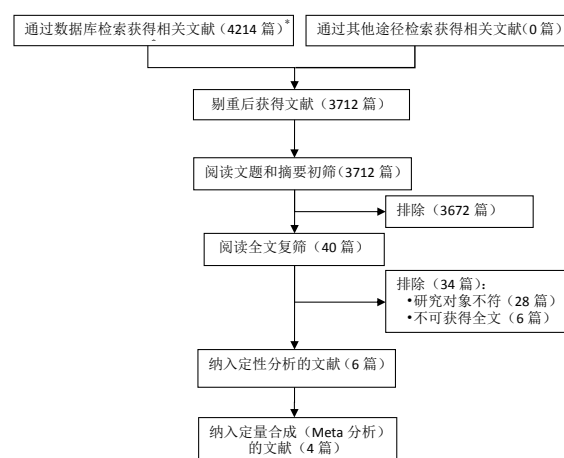 通过数据库检索获得相关文献（4214 篇）*
通过其他途径检索获得相关文献（0 篇）
剔重后获得文献（3712 篇）
阅读文题和摘要初筛（3712 篇）
排除（3672 篇）
阅读全文复筛（40 篇）
排除（34 篇）：
•研究对象不符（28 篇）
•不可获得全文（6 篇）
纳入定性分析的文献（6 篇）
纳入定量合成（Meta 分析）
的文献（4 篇）